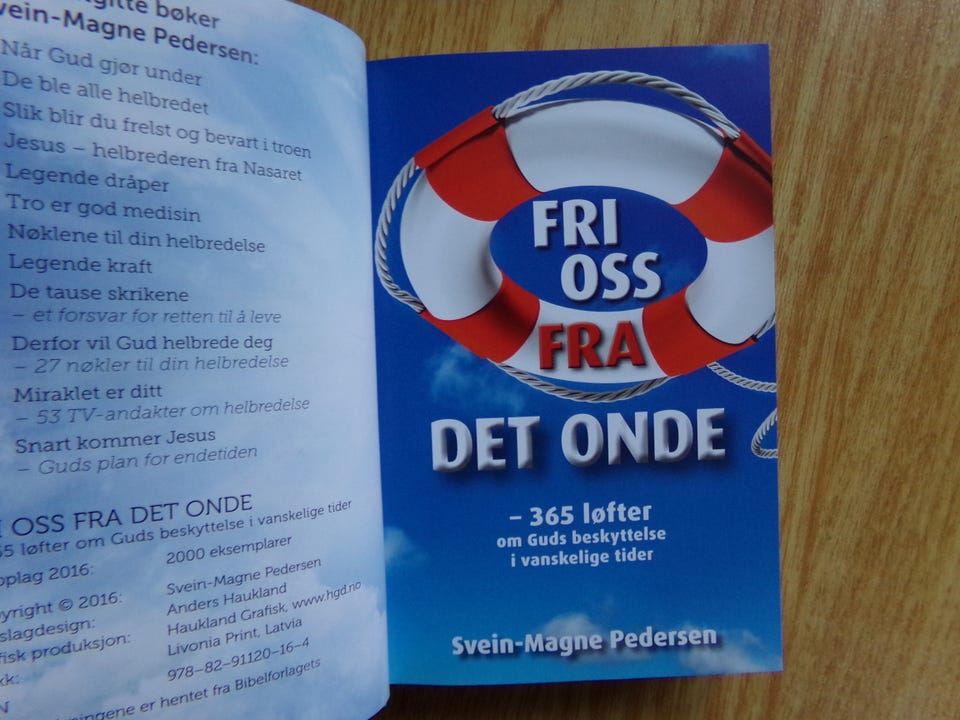 bøker
Svein-Magne Pedersen:
Når Gud gjør under
De ble alle helbredet
Slik blir du frelst og bevart i troen
Jesus – helbrederen fra Nasaret
Legende dråper
Tro er god medisin
Nøklene til din helbredelse
Legende kraft
De tause skrikene
– et forsvar for retten til å leve
Derfor vil Gud helbrede deg
– 27 nøkler til din helbredelse
Miraklet er ditt
– 53 TV-andakter om helbredelse
Snart kommer Jesus
– Guds plan for endetiden
OSS FRA DET ONDE
løfter om Guds beskyttelse i vanskelige tider
2016: 2000 eksemplarer
© 2016: Svein-Magne Pedersen
Anders Haukland
produksjon: Haukland Grafisk, www.hgd.no
Livonia Print, Latvia
978–82–91120–16–4
er hentet fra Bibelforlagets
FRI
OSS
FRA
DET ONDE
– 365 løfter
om Guds beskyttelse
i vanskelige tider
Svein-Magne Pedersen